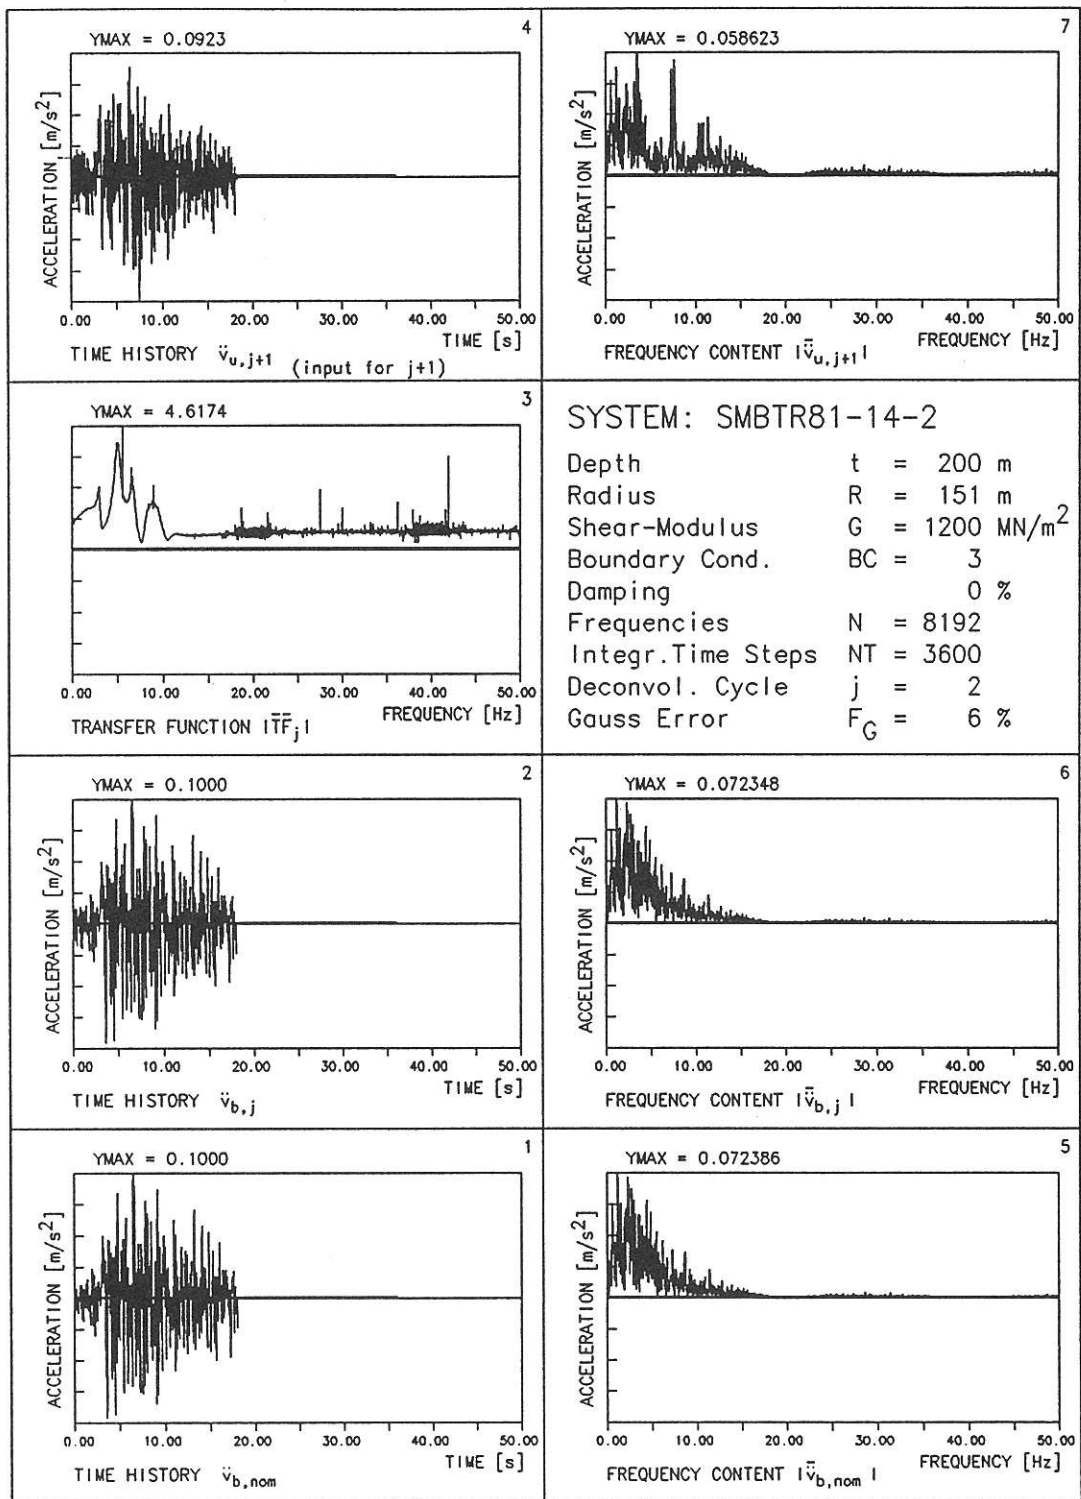 4
YMAX = 0.0923
ACCELERATION [m/s²]
0.00 10.00 20.00 30.00 40.00 50.00
TIME [s]
TIME HISTORY v̈u,j+1 (input for j+1)
7
YMAX = 0.058623
ACCELERATION [m/s²]
0.00 10.00 20.00 30.00 40.00 50.00
FREQUENCY [Hz]
FREQUENCY CONTENT |v̈̄u,j+1|
3
YMAX = 4.6174
0.00 10.00 20.00 30.00 40.00 50.00
FREQUENCY [Hz]
TRANSFER FUNCTION |T̄F̄j|
SYSTEM: SMBTR81-14-2
Depth t = 200 m
Radius R = 151 m
Shear-Modulus G = 1200 MN/m²
Boundary Cond. BC = 3
Damping 0 %
Frequencies N = 8192
Integr.Time Steps NT = 3600
Deconvol. Cycle j = 2
Gauss Error FG = 6 %
2
YMAX = 0.1000
ACCELERATION [m/s²]
0.00 10.00 20.00 30.00 40.00 50.00
TIME [s]
TIME HISTORY v̈b,j
6
YMAX = 0.072348
ACCELERATION [m/s²]
0.00 10.00 20.00 30.00 40.00 50.00
FREQUENCY [Hz]
FREQUENCY CONTENT |v̈̄b,j|
1
YMAX = 0.1000
ACCELERATION [m/s²]
0.00 10.00 20.00 30.00 40.00 50.00
TIME [s]
TIME HISTORY v̈b,nom
5
YMAX = 0.072386
ACCELERATION [m/s²]
0.00 10.00 20.00 30.00 40.00 50.00
FREQUENCY [Hz]
FREQUENCY CONTENT |v̈̄b,nom|